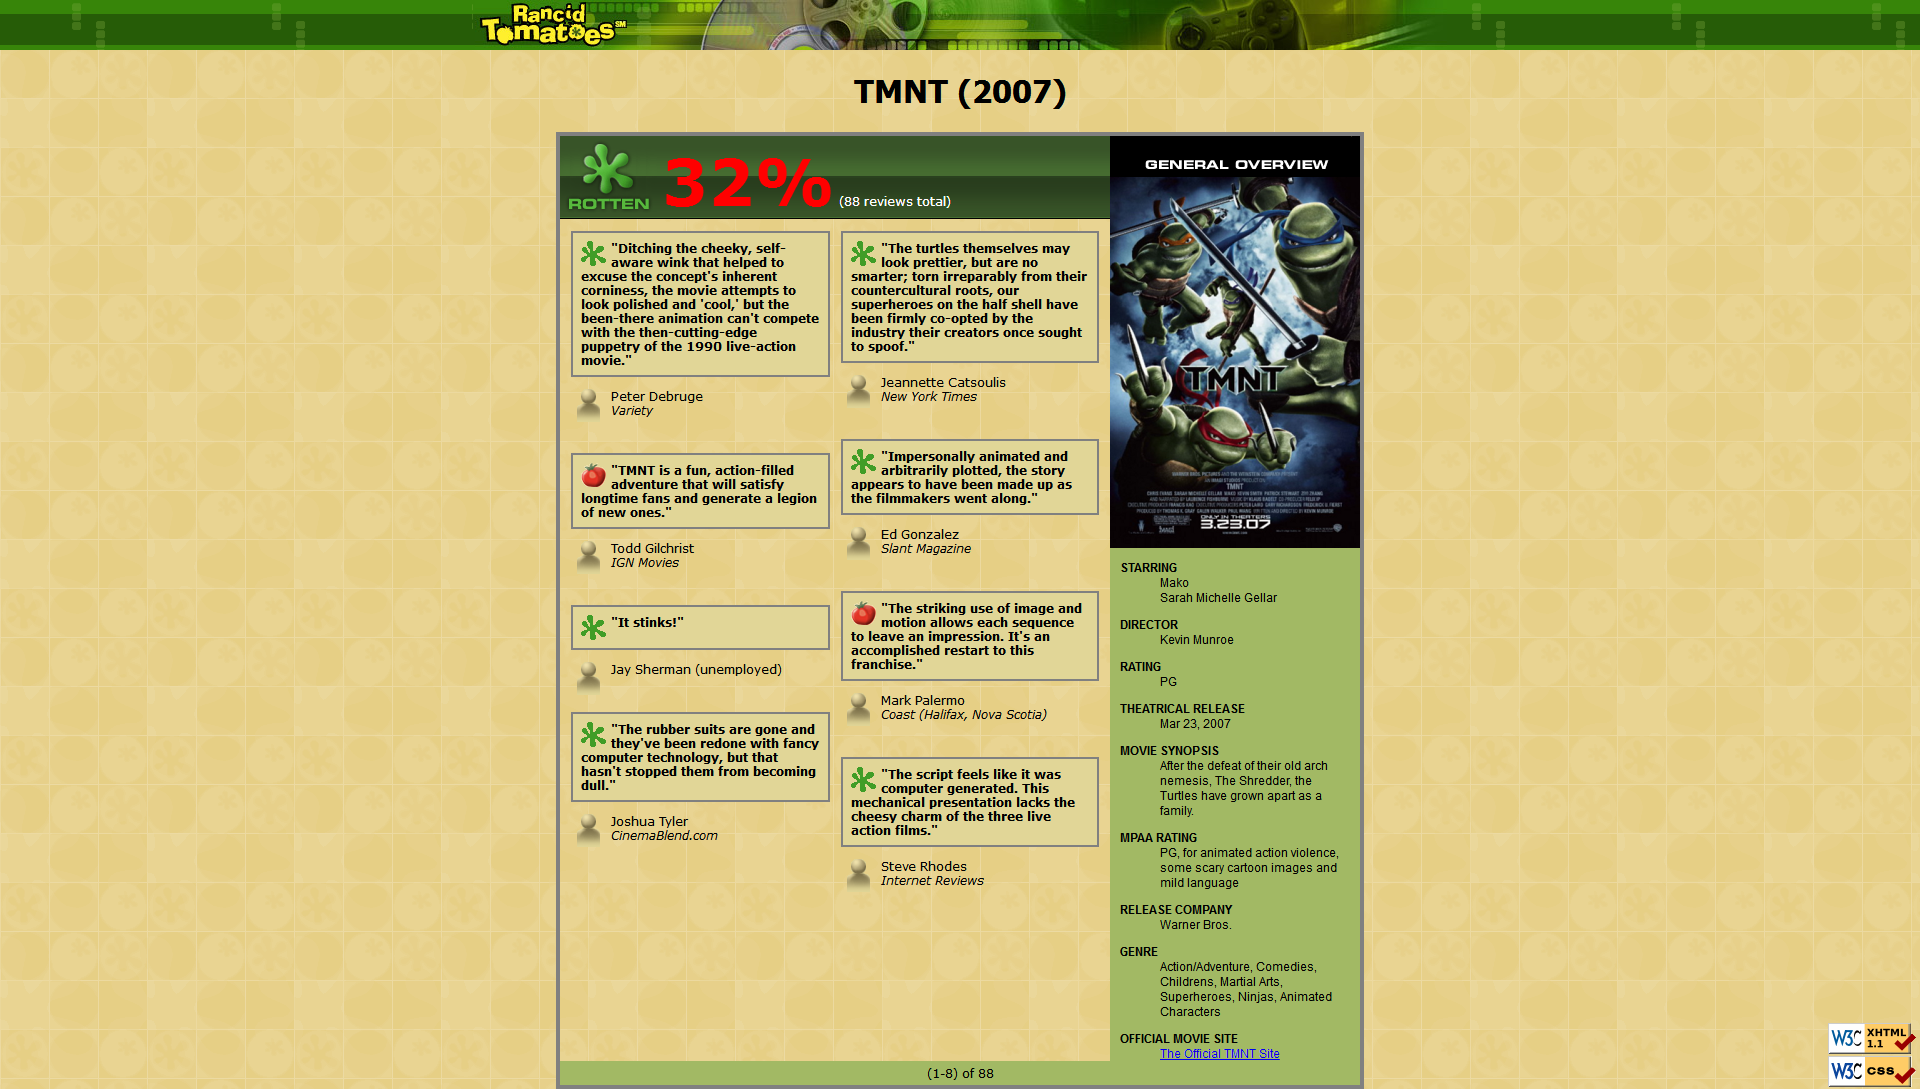 Rancid
Tomatoes SM
TMNT (2007)
ROTTEN
32% (88 reviews total)
"Ditching the cheeky, self-
aware wink that helped to
excuse the concept's inherent
corniness, the movie attempts to
look polished and 'cool,' but the
been-there animation can't compete
with the then-cutting-edge
puppetry of the 1990 live-action
movie."
Peter Debruge
Variety
"TMNT is a fun, action-filled
adventure that will satisfy
longtime fans and generate a legion
of new ones."
Todd Gilchrist
IGN Movies
"It stinks!"
Jay Sherman (unemployed)
"The rubber suits are gone and
they've been redone with fancy
computer technology, but that
hasn't stopped them from becoming
dull."
Joshua Tyler
CinemaBlend.com
"The turtles themselves may
look prettier, but are no
smarter; torn irreparably from their
countercultural roots, our
superheroes on the half shell have
been firmly co-opted by the
industry their creators once sought
to spoof."
Jeannette Catsoulis
New York Times
"Impersonally animated and
arbitrarily plotted, the story
appears to have been made up as
the filmmakers went along."
Ed Gonzalez
Slant Magazine
"The striking use of image and
motion allows each sequence
to leave an impression. It's an
accomplished restart to this
franchise."
Mark Palermo
Coast (Halifax, Nova Scotia)
"The script feels like it was
computer generated. This
mechanical presentation lacks the
cheesy charm of the three live
action films."
Steve Rhodes
Internet Reviews
GENERAL OVERVIEW
TMNT
TMNT
ONLY IN THEATERS
3.23.07
STARRING
Mako
Sarah Michelle Gellar
DIRECTOR
Kevin Munroe
RATING
PG
THEATRICAL RELEASE
Mar 23, 2007
MOVIE SYNOPSIS
After the defeat of their old arch
nemesis, The Shredder, the
Turtles have grown apart as a
family.
MPAA RATING
PG, for animated action violence,
some scary cartoon images and
mild language
RELEASE COMPANY
Warner Bros.
GENRE
Action/Adventure, Comedies,
Childrens, Martial Arts,
Superheroes, Ninjas, Animated
Characters
OFFICIAL MOVIE SITE
The Official TMNT Site
(1-8) of 88
W3C XHTML
1.1
W3C CSS